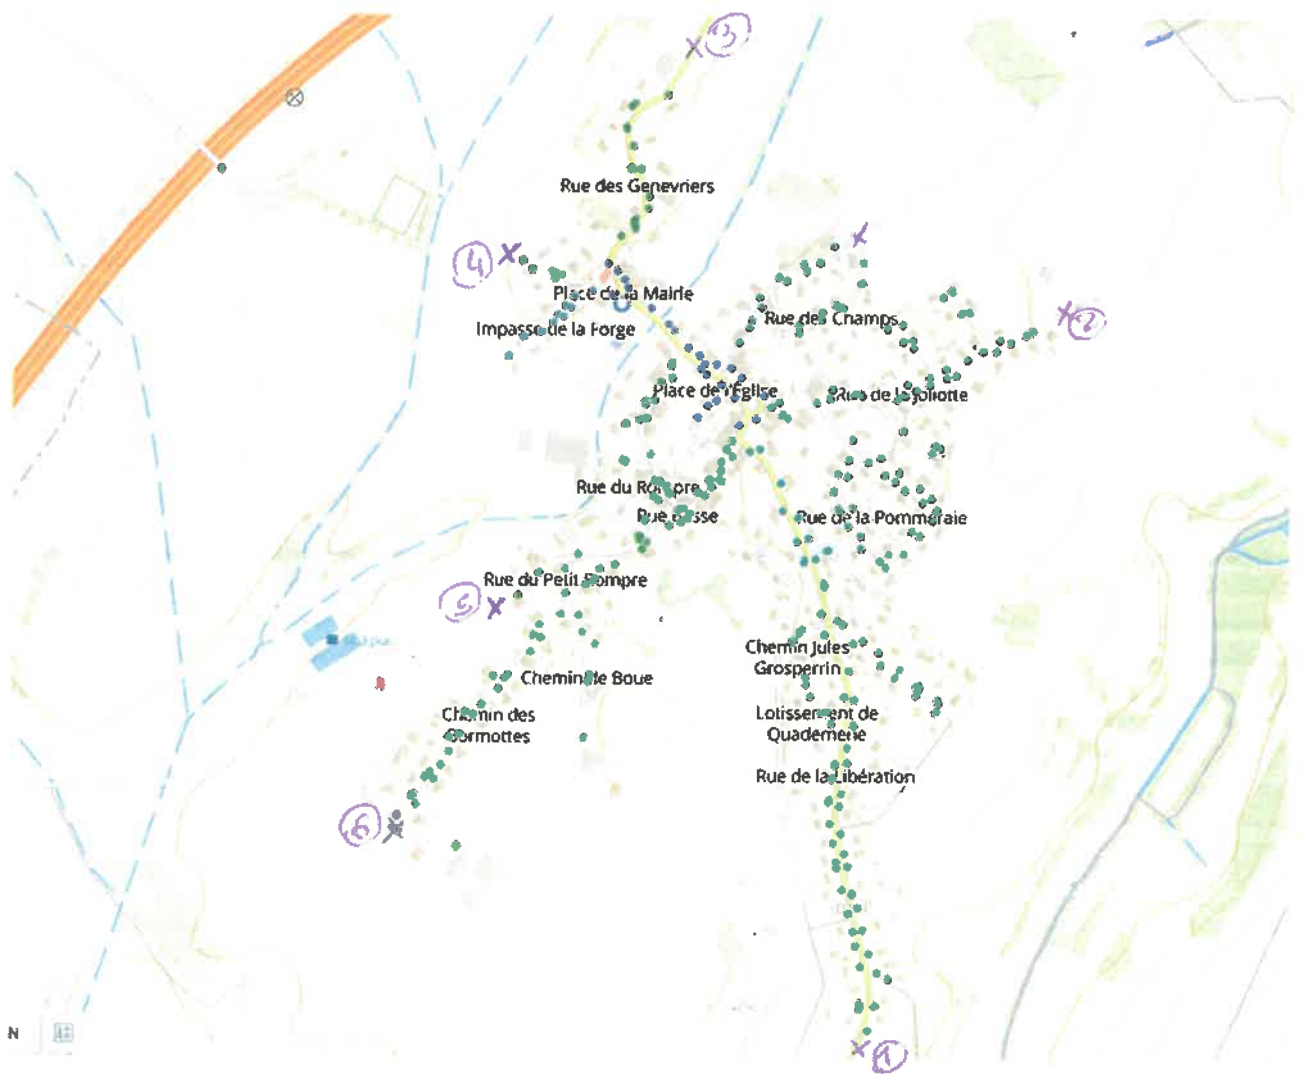 3
Rue des Genevriers
4
Place de la Mairie
Rue des Champs
2
Impasse de la Forge
Place de l'Église
Rue de la Joliotte
Rue du Rompre
Rue Basse
Rue de la Pommeraie
Rue du Petit Rompre
5
Chemin Jules
Grosperrin
Chemin de Boue
Chemin des
Dormottes
Lotissement de
Quademene
Rue de la Libération
6
N
1